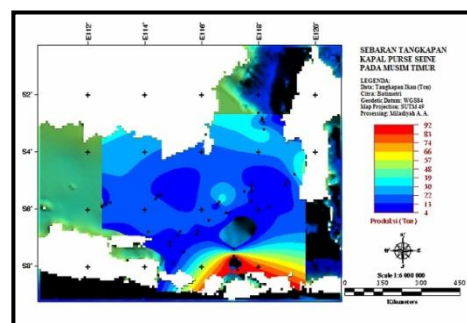 E112 E114 E116 E118 E120
SEBARAN TANGKAPAN
KAPAL PURSE SEINE
PADA MUSIM TIMUR
LEGENDA:
Data: Tangkapan Ikan (Ton)
Citra: Batimetri
Geodetic Datum: WGS84
Map Projection: SUTM 49
Processing: Miladiyah A. A.
S2°
S4°
S6°
S8°
92
83
74
66
57
48
39
30
22
13
4
Produksi (Ton)
N
W E
S
Scale 1:6 000 000
0 150 300 450
Kilometers